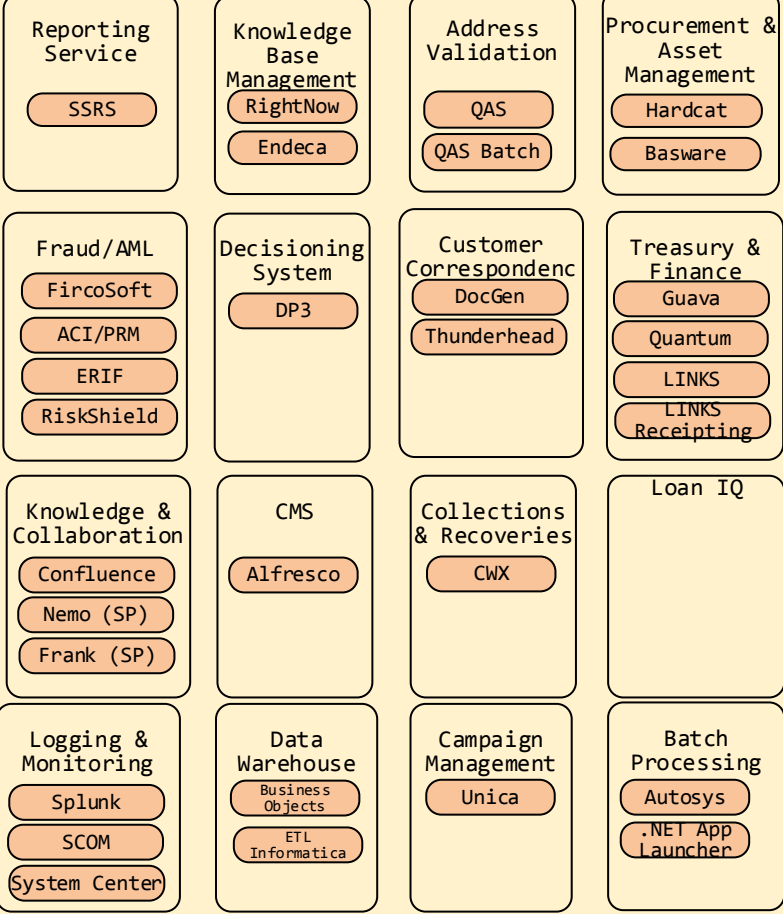 Reporting
Service
SSRS
Knowledge
Base
Management
RightNow
Endeca
Address
Validation
QAS
QAS Batch
Procurement &
Asset
Management
Hardcat
Basware
Fraud/AML
FircoSoft
ACI/PRM
ERIF
RiskShield
Decisioning
System
DP3
Customer
Correspondenc
DocGen
Thunderhead
Treasury &
Finance
Guava
Quantum
LINKS
LINKS
Receipting
Knowledge &
Collaboration
Confluence
Nemo (SP)
Frank (SP)
CMS
Alfresco
Collections
& Recoveries
CWX
Loan IQ
Logging &
Monitoring
Splunk
SCOM
System Center
Data
Warehouse
Business
Objects
ETL
Informatica
Campaign
Management
Unica
Batch
Processing
Autosys
.NET App
Launcher